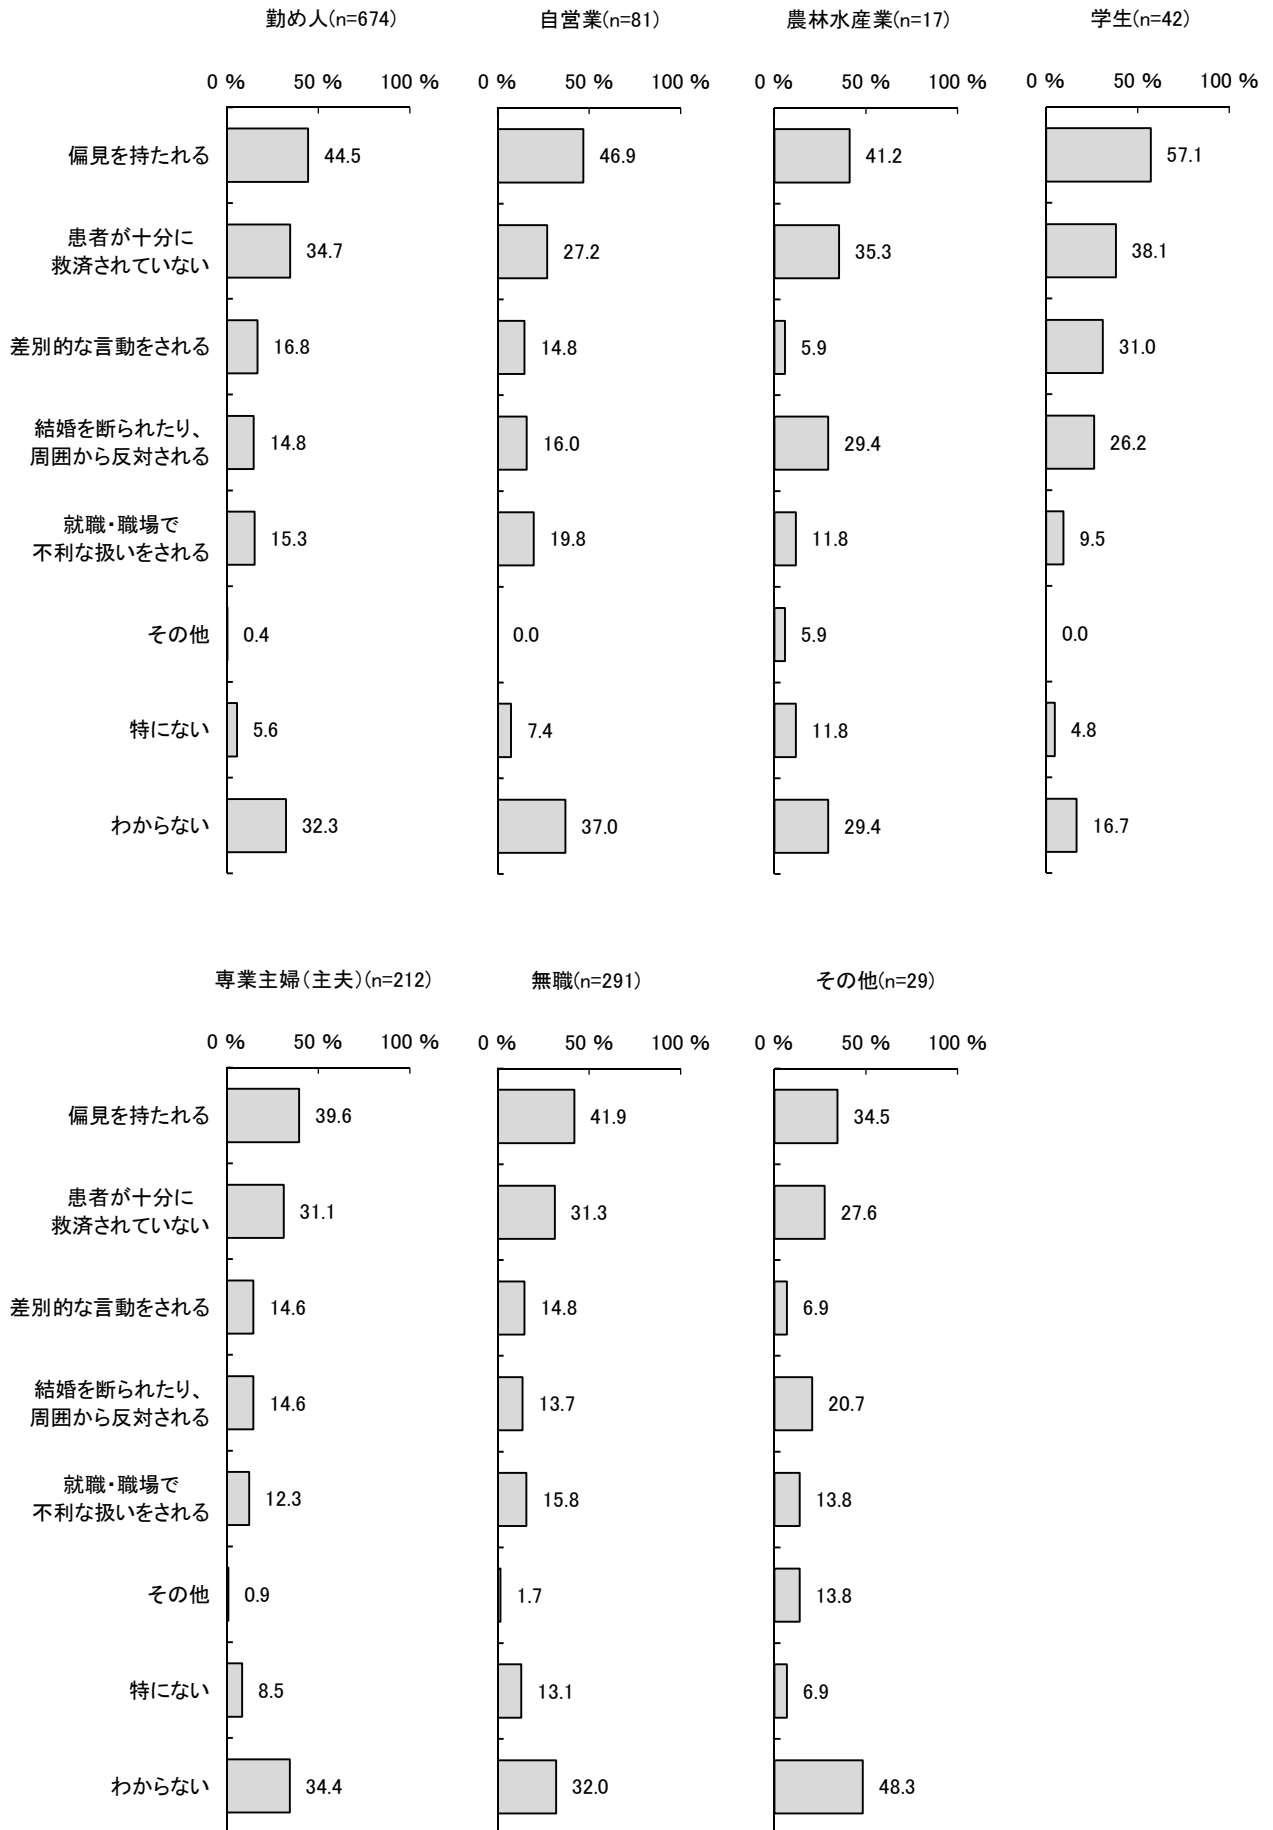 勤め人(n=674) 自営業(n=81) 農林水産業(n=17) 学生(n=42)
0 % 50 % 100 % 0 % 50 % 100 % 0 % 50 % 100 % 0 % 50 % 100 %
偏見を持たれる 44.5 46.9 41.2 57.1
患者が十分に
救済されていない 34.7 27.2 35.3 38.1
差別的な言動をされる 16.8 14.8 5.9 31.0
結婚を断られたり、
周囲から反対される 14.8 16.0 29.4 26.2
就職・職場で
不利な扱いをされる 15.3 19.8 11.8 9.5
その他 0.4 0.0 5.9 0.0
特にない 5.6 7.4 11.8 4.8
わからない 32.3 37.0 29.4 16.7
専業主婦(主夫)(n=212) 無職(n=291) その他(n=29)
0 % 50 % 100 % 0 % 50 % 100 % 0 % 50 % 100 %
偏見を持たれる 39.6 41.9 34.5
患者が十分に
救済されていない 31.1 31.3 27.6
差別的な言動をされる 14.6 14.8 6.9
結婚を断られたり、
周囲から反対される 14.6 13.7 20.7
就職・職場で
不利な扱いをされる 12.3 15.8 13.8
その他 0.9 1.7 13.8
特にない 8.5 13.1 6.9
わからない 34.4 32.0 48.3